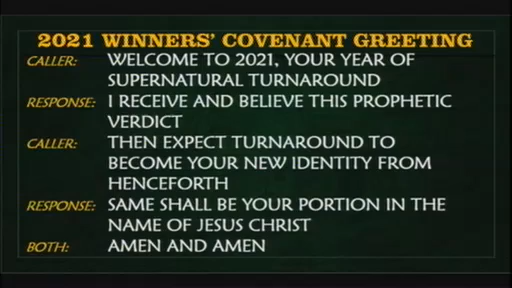 2021 WINNERS' COVENANT GREETING
CALLER: WELCOME TO 2021, YOUR YEAR OF
SUPERNATURAL TURNAROUND
RESPONSE: I RECEIVE AND BELIEVE THIS PROPHETIC
VERDICT
CALLER: THEN EXPECT TURNAROUND TO
BECOME YOUR NEW IDENTITY FROM
HENCEFORTH
RESPONSE: SAME SHALL BE YOUR PORTION IN THE
NAME OF JESUS CHRIST
BOTH: AMEN AND AMEN